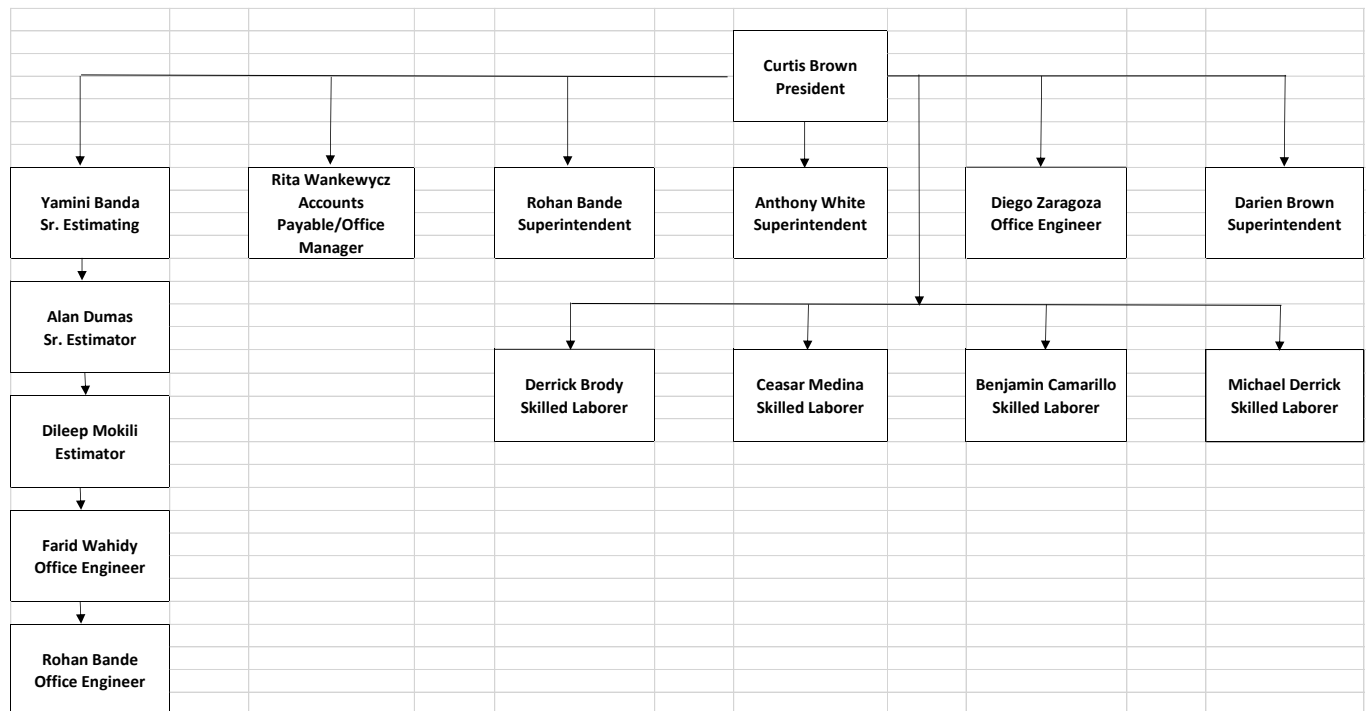 Curtis Brown
President
Yamini Banda
Sr. Estimating
Rita Wankewycz
Accounts
Payable/Office
Manager
Rohan Bande
Superintendent
Anthony White
Superintendent
Diego Zaragoza
Office Engineer
Darien Brown
Superintendent
Alan Dumas
Sr. Estimator
Derrick Brody
Skilled Laborer
Ceasar Medina
Skilled Laborer
Benjamin Camarillo
Skilled Laborer
Michael Derrick
Skilled Laborer
Dileep Mokili
Estimator
Farid Wahidy
Office Engineer
Rohan Bande
Office Engineer